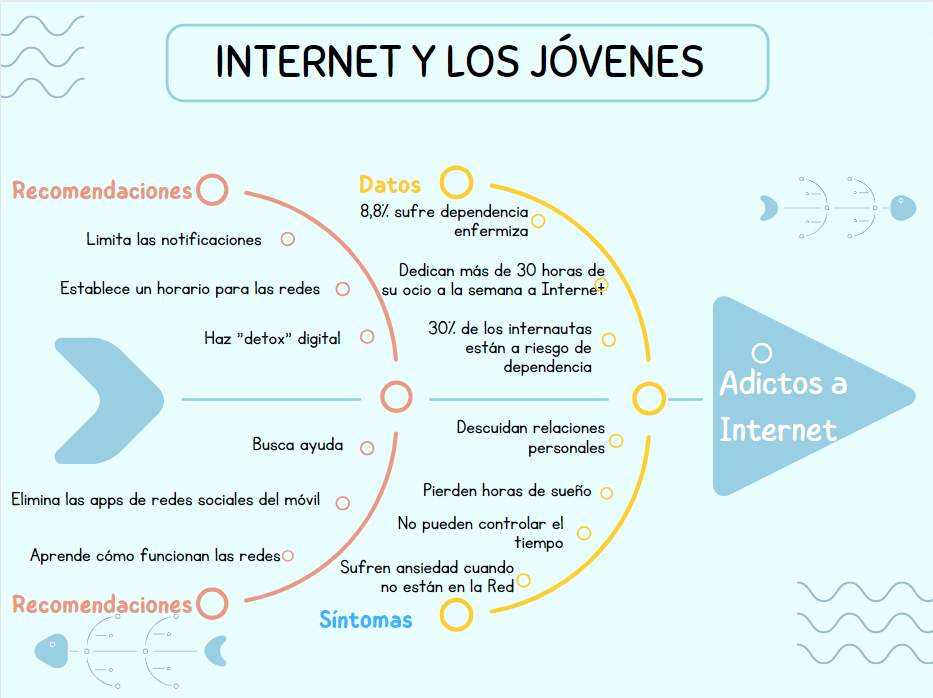 INTERNET Y LOS JÓVENES
Recomendaciones
Limita las notificaciones
Establece un horario para las redes
Haz "detox" digital
Datos
8,8% sufre dependencia
enfermiza
Dedican más de 30 horas de
su ocio a la semana a Internet
30% de los internautas
están a riesgo de
dependencia
Adictos a
Internet
Busca ayuda
Elimina las apps de redes sociales del móvil
Aprende cómo funcionan las redes
Recomendaciones
Descuidan relaciones
personales
Pierden horas de sueño
No pueden controlar el
tiempo
Sufren ansiedad cuando
no están en la Red
Síntomas